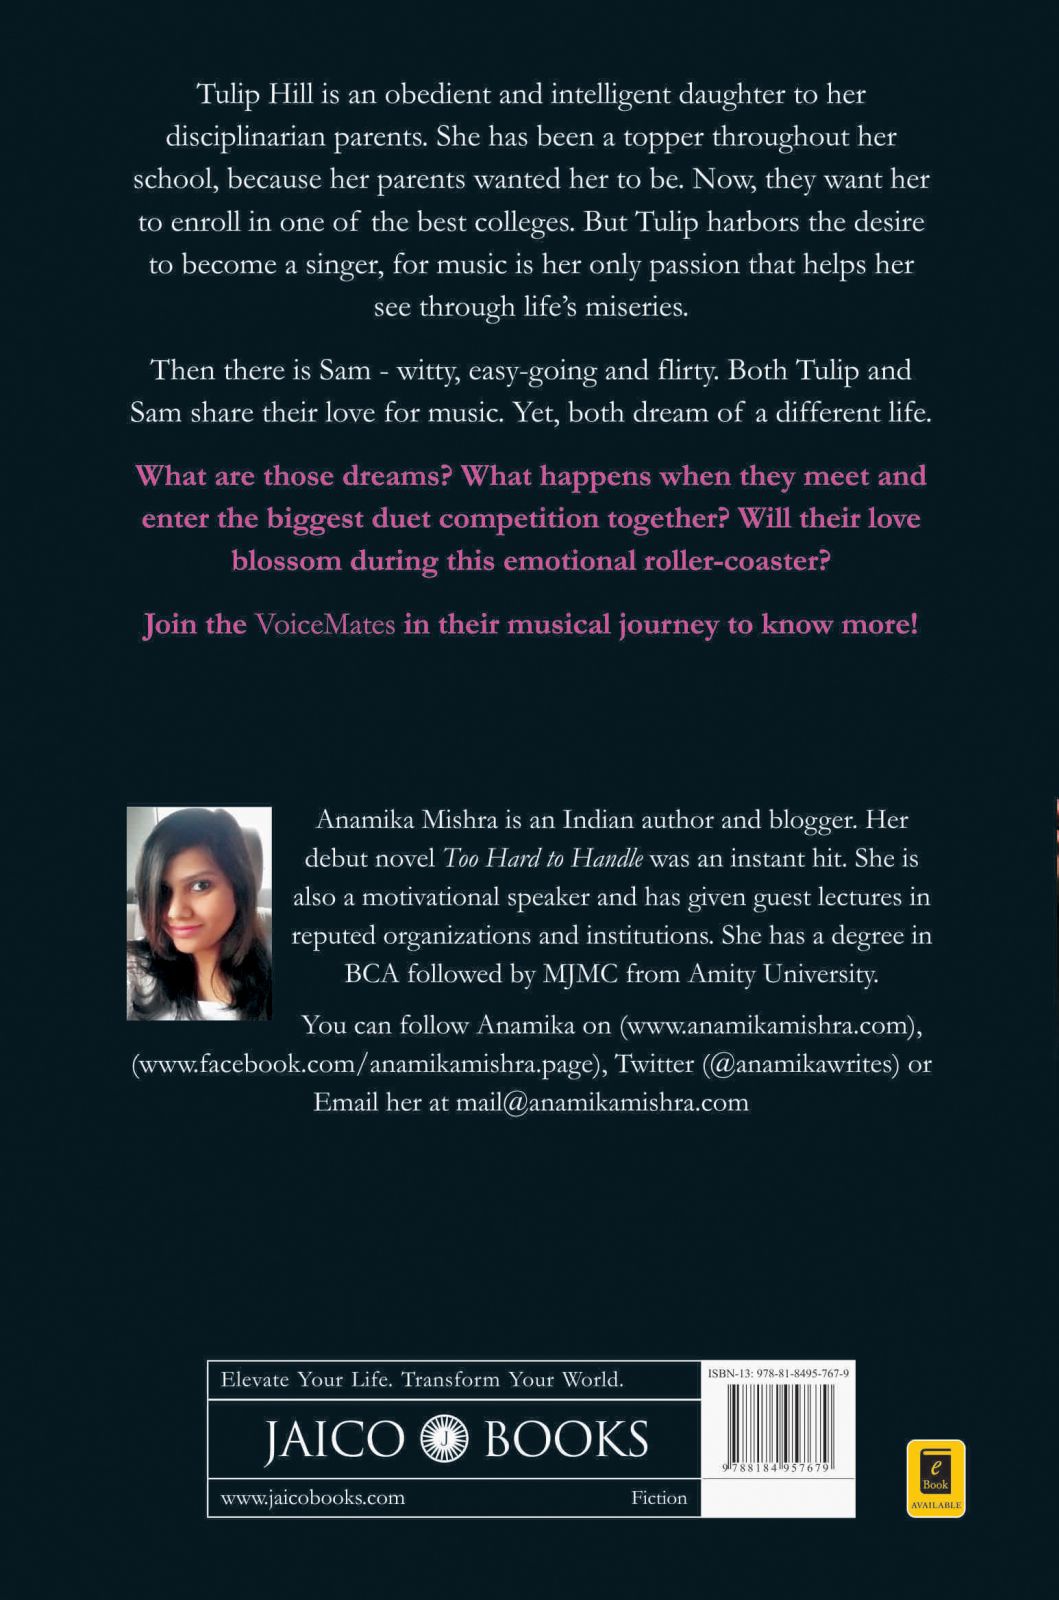 Tulip Hill is an obedient and intelligent daughter to her
disciplinarian parents. She has been a topper throughout her
school, because her parents wanted her to be. Now, they want her
to enroll in one of the best colleges. But Tulip harbors the desire
to become a singer, for music is her only passion that helps her
see through life's miseries.
Then there is Sam - witty, easy-going and flirty. Both Tulip and
Sam share their love for music. Yet, both dream of a different life.
What are those dreams? What happens when they meet and
enter the biggest duet competition together? Will their love
blossom during this emotional roller-coaster?
Join the VoiceMates in their musical journey to know more!
Anamika Mishra is an Indian author and blogger. Her
debut novel Too Hard to Handle was an instant hit. She is
also a motivational speaker and has given guest lectures in
reputed organizations and institutions. She has a degree in
BCA followed by MJMC from Amity University.
You can follow Anamika on (www.anamikamishra.com),
(www.facebook.com/anamikamishra.page), Twitter (@anamikawrites) or
Email her at mail@anamikamishra.com
Elevate Your Life. Transform Your World.
JAICO J BOOKS
www.jaicobooks.com Fiction
ISBN-13: 978-81-8495-767-9
9 788184 957679
e
Book
AVAILABLE